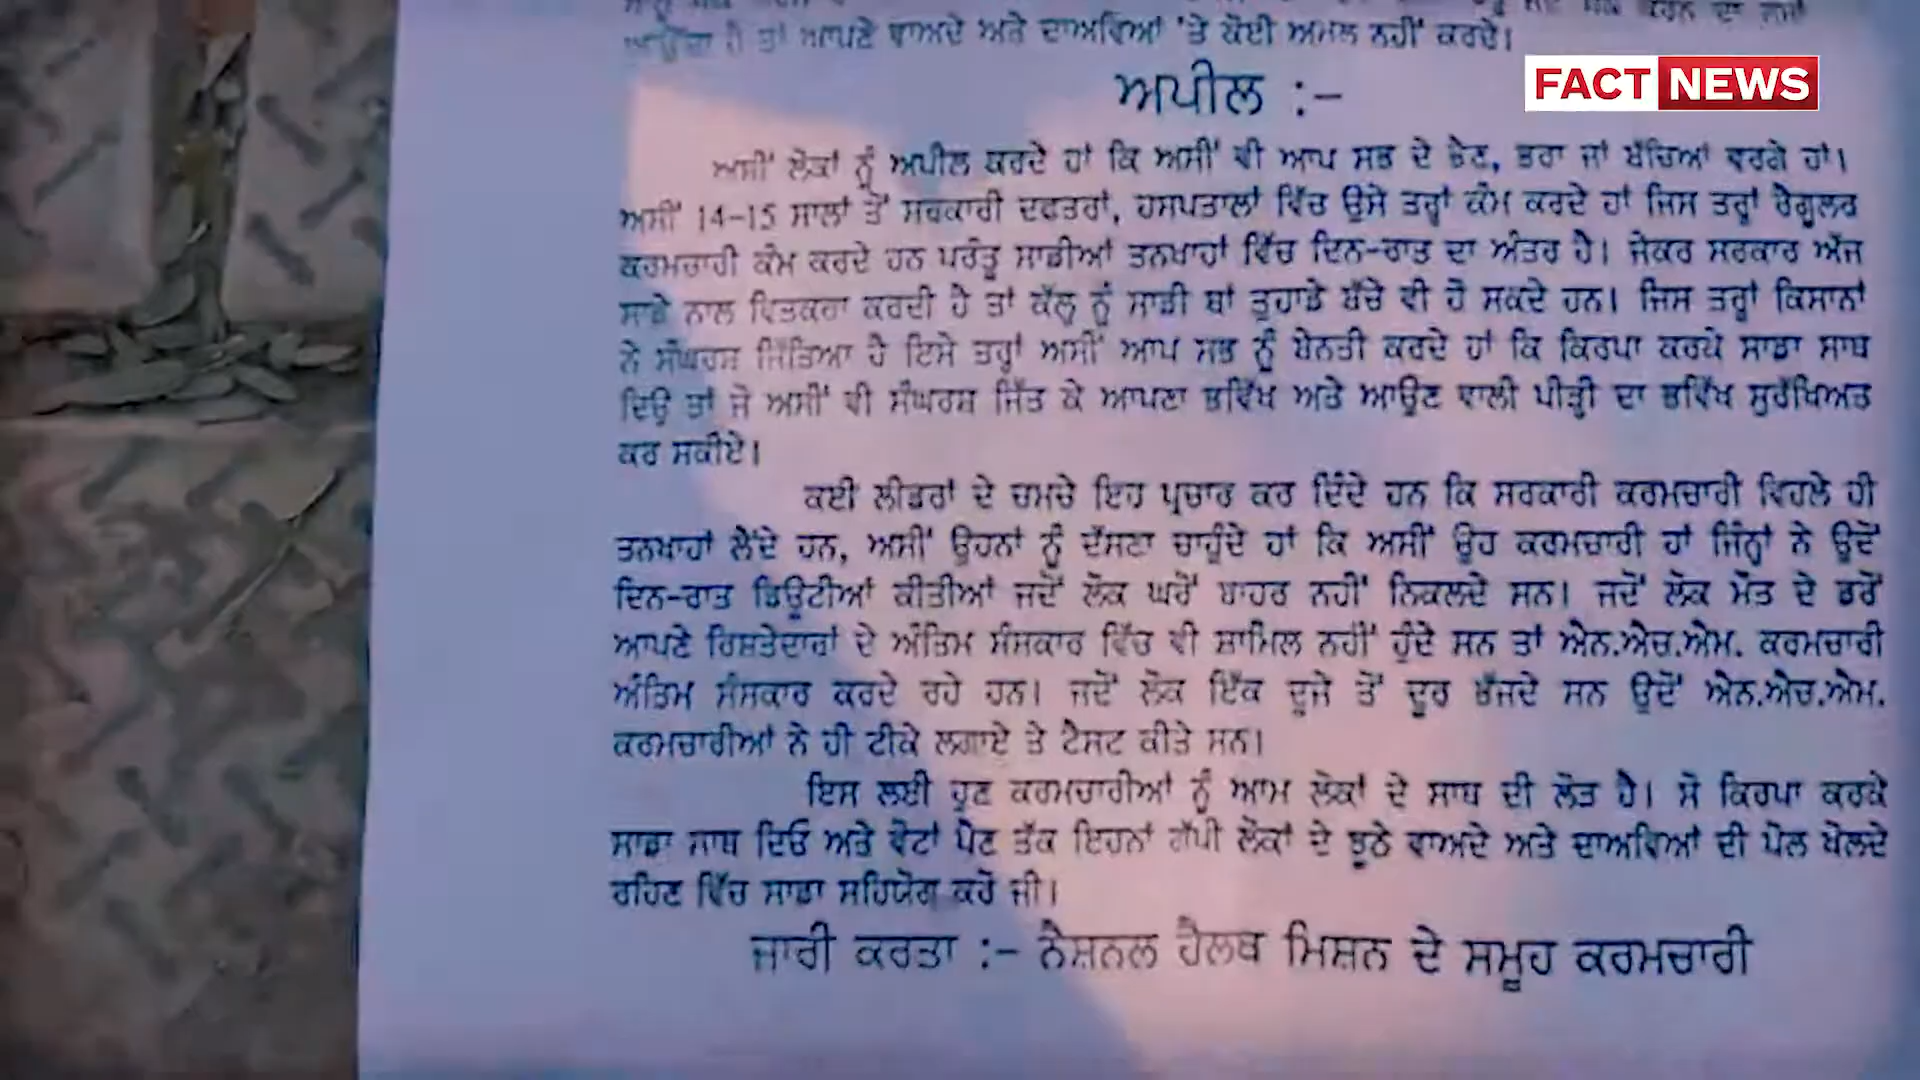 ਆਉਂਦਾ ਹੈ ਤਾਂ ਆਪਣੇ ਵਾਅਦੇ ਅਤੇ ਦਾਅਵਿਆਂ 'ਤੇ ਕੋਈ ਅਮਲ ਨਹੀਂ ਕਰਦੇ।
FACT NEWS
ਅਪੀਲ :-
ਅਸੀਂ ਲੋਕਾਂ ਨੂੰ ਅਪੀਲ ਕਰਦੇ ਹਾਂ ਕਿ ਅਸੀਂ ਵੀ ਆਪ ਸਭ ਦੇ ਭੈਣ, ਭਰਾ ਜਾਂ ਬੱਚਿਆਂ ਵਰਗੇ ਹਾਂ।
ਅਸੀਂ 14-15 ਸਾਲਾਂ ਤੋਂ ਸਰਕਾਰੀ ਦਫਤਰਾਂ, ਹਸਪਤਾਲਾਂ ਵਿੱਚ ਉਸੇ ਤਰ੍ਹਾਂ ਕੰਮ ਕਰਦੇ ਹਾਂ ਜਿਸ ਤਰ੍ਹਾਂ ਰੈਗੂਲਰ
ਕਰਮਚਾਰੀ ਕੰਮ ਕਰਦੇ ਹਨ ਪਰੰਤੂ ਸਾਡੀਆਂ ਤਨਖਾਹਾਂ ਵਿੱਚ ਦਿਨ-ਰਾਤ ਦਾ ਅੰਤਰ ਹੈ। ਜੇਕਰ ਸਰਕਾਰ ਅੱਜ
ਸਾਡੇ ਨਾਲ ਵਿਤਕਰਾ ਕਰਦੀ ਹੈ ਤਾਂ ਕੱਲ੍ਹ ਨੂੰ ਸਾਡੀ ਥਾਂ ਤੁਹਾਡੇ ਬੱਚੇ ਵੀ ਹੋ ਸਕਦੇ ਹਨ। ਜਿਸ ਤਰ੍ਹਾਂ ਕਿਸਾਨਾਂ
ਨੇ ਸੰਘਰਸ਼ ਜਿੱਤਿਆ ਹੈ ਇਸੇ ਤਰ੍ਹਾਂ ਅਸੀਂ ਆਪ ਸਭ ਨੂੰ ਬੇਨਤੀ ਕਰਦੇ ਹਾਂ ਕਿ ਕਿਰਪਾ ਕਰਕੇ ਸਾਡਾ ਸਾਥ
ਦਿਉ ਤਾਂ ਜੋ ਅਸੀਂ ਵੀ ਸੰਘਰਸ਼ ਜਿੱਤ ਕੇ ਆਪਣਾ ਭਵਿੱਖ ਅਤੇ ਆਉਣ ਵਾਲੀ ਪੀੜ੍ਹੀ ਦਾ ਭਵਿੱਖ ਸੁਰੱਖਿਅਤ
ਕਰ ਸਕੀਏ।
ਕਈ ਲੀਡਰਾਂ ਦੇ ਚਮਚੇ ਇਹ ਪ੍ਰਚਾਰ ਕਰ ਦਿੰਦੇ ਹਨ ਕਿ ਸਰਕਾਰੀ ਕਰਮਚਾਰੀ ਵਿਹਲੇ ਹੀ
ਤਨਖਾਹਾਂ ਲੈਂਦੇ ਹਨ, ਅਸੀਂ ਉਹਨਾਂ ਨੂੰ ਦੱਸਣਾ ਚਾਹੁੰਦੇ ਹਾਂ ਕਿ ਅਸੀਂ ਉਹ ਕਰਮਚਾਰੀ ਹਾਂ ਜਿੰਨ੍ਹਾਂ ਨੇ ਉਦੋਂ
ਦਿਨ-ਰਾਤ ਡਿਊਟੀਆਂ ਕੀਤੀਆਂ ਜਦੋਂ ਲੋਕ ਘਰੋਂ ਬਾਹਰ ਨਹੀਂ ਨਿਕਲਦੇ ਸਨ। ਜਦੋਂ ਲੋਕ ਮੌਤ ਦੇ ਡਰੋਂ
ਆਪਣੇ ਰਿਸ਼ਤੇਦਾਰਾਂ ਦੇ ਅੰਤਿਮ ਸੰਸਕਾਰ ਵਿੱਚ ਵੀ ਸ਼ਾਮਿਲ ਨਹੀਂ ਹੁੰਦੇ ਸਨ ਤਾਂ ਐਨ.ਐਚ.ਐਮ. ਕਰਮਚਾਰੀ
ਅੰਤਿਮ ਸੰਸਕਾਰ ਕਰਦੇ ਰਹੇ ਹਨ। ਜਦੋਂ ਲੋਕ ਇੱਕ ਦੂਜੇ ਤੋਂ ਦੂਰ ਭੱਜਦੇ ਸਨ ਉਦੋਂ ਐਨ.ਐਚ.ਐਮ.
ਕਰਮਚਾਰੀਆਂ ਨੇ ਹੀ ਟੀਕੇ ਲਗਾਏ ਤੇ ਟੈਸਟ ਕੀਤੇ ਸਨ।
ਇਸ ਲਈ ਹੁਣ ਕਰਮਚਾਰੀਆਂ ਨੂੰ ਆਮ ਲੋਕਾਂ ਦੇ ਸਾਥ ਦੀ ਲੋੜ ਹੈ। ਸੋ ਕਿਰਪਾ ਕਰਕੇ
ਸਾਡਾ ਸਾਥ ਦਿਓ ਅਤੇ ਵੋਟਾਂ ਪੈਣ ਤੱਕ ਇਹਨਾਂ ਗੱਪੀ ਲੋਕਾਂ ਦੇ ਝੂਠੇ ਵਾਅਦੇ ਅਤੇ ਦਾਅਵਿਆਂ ਦੀ ਪੋਲ ਖੋਲਦੇ
ਰਹਿਣ ਵਿੱਚ ਸਾਡਾ ਸਹਿਯੋਗ ਕਰੋ ਜੀ।
ਜਾਰੀ ਕਰਤਾ :- ਨੈਸ਼ਨਲ ਹੈਲਥ ਮਿਸ਼ਨ ਦੇ ਸਮੂਹ ਕਰਮਚਾਰੀ